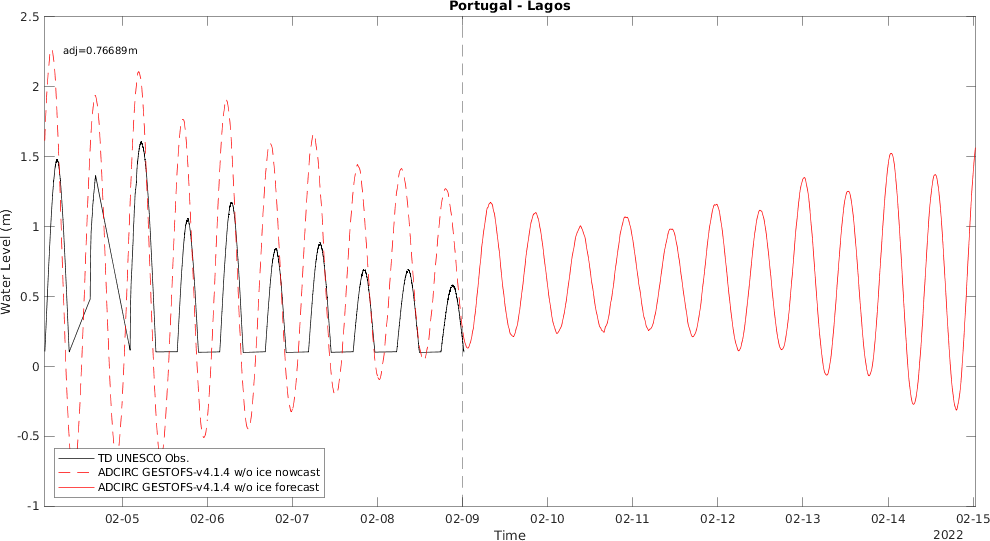 Portugal - Lagos
2.5
adj=0.76689m
2
1.5
1
0.5
0
-0.5
-1
Water Level (m)
TD UNESCO Obs.
ADCIRC GESTOFS-v4.1.4 w/o ice nowcast
ADCIRC GESTOFS-v4.1.4 w/o ice forecast
02-05 02-06 02-07 02-08 02-09 02-10 02-11 02-12 02-13 02-14 02-15
Time
2022